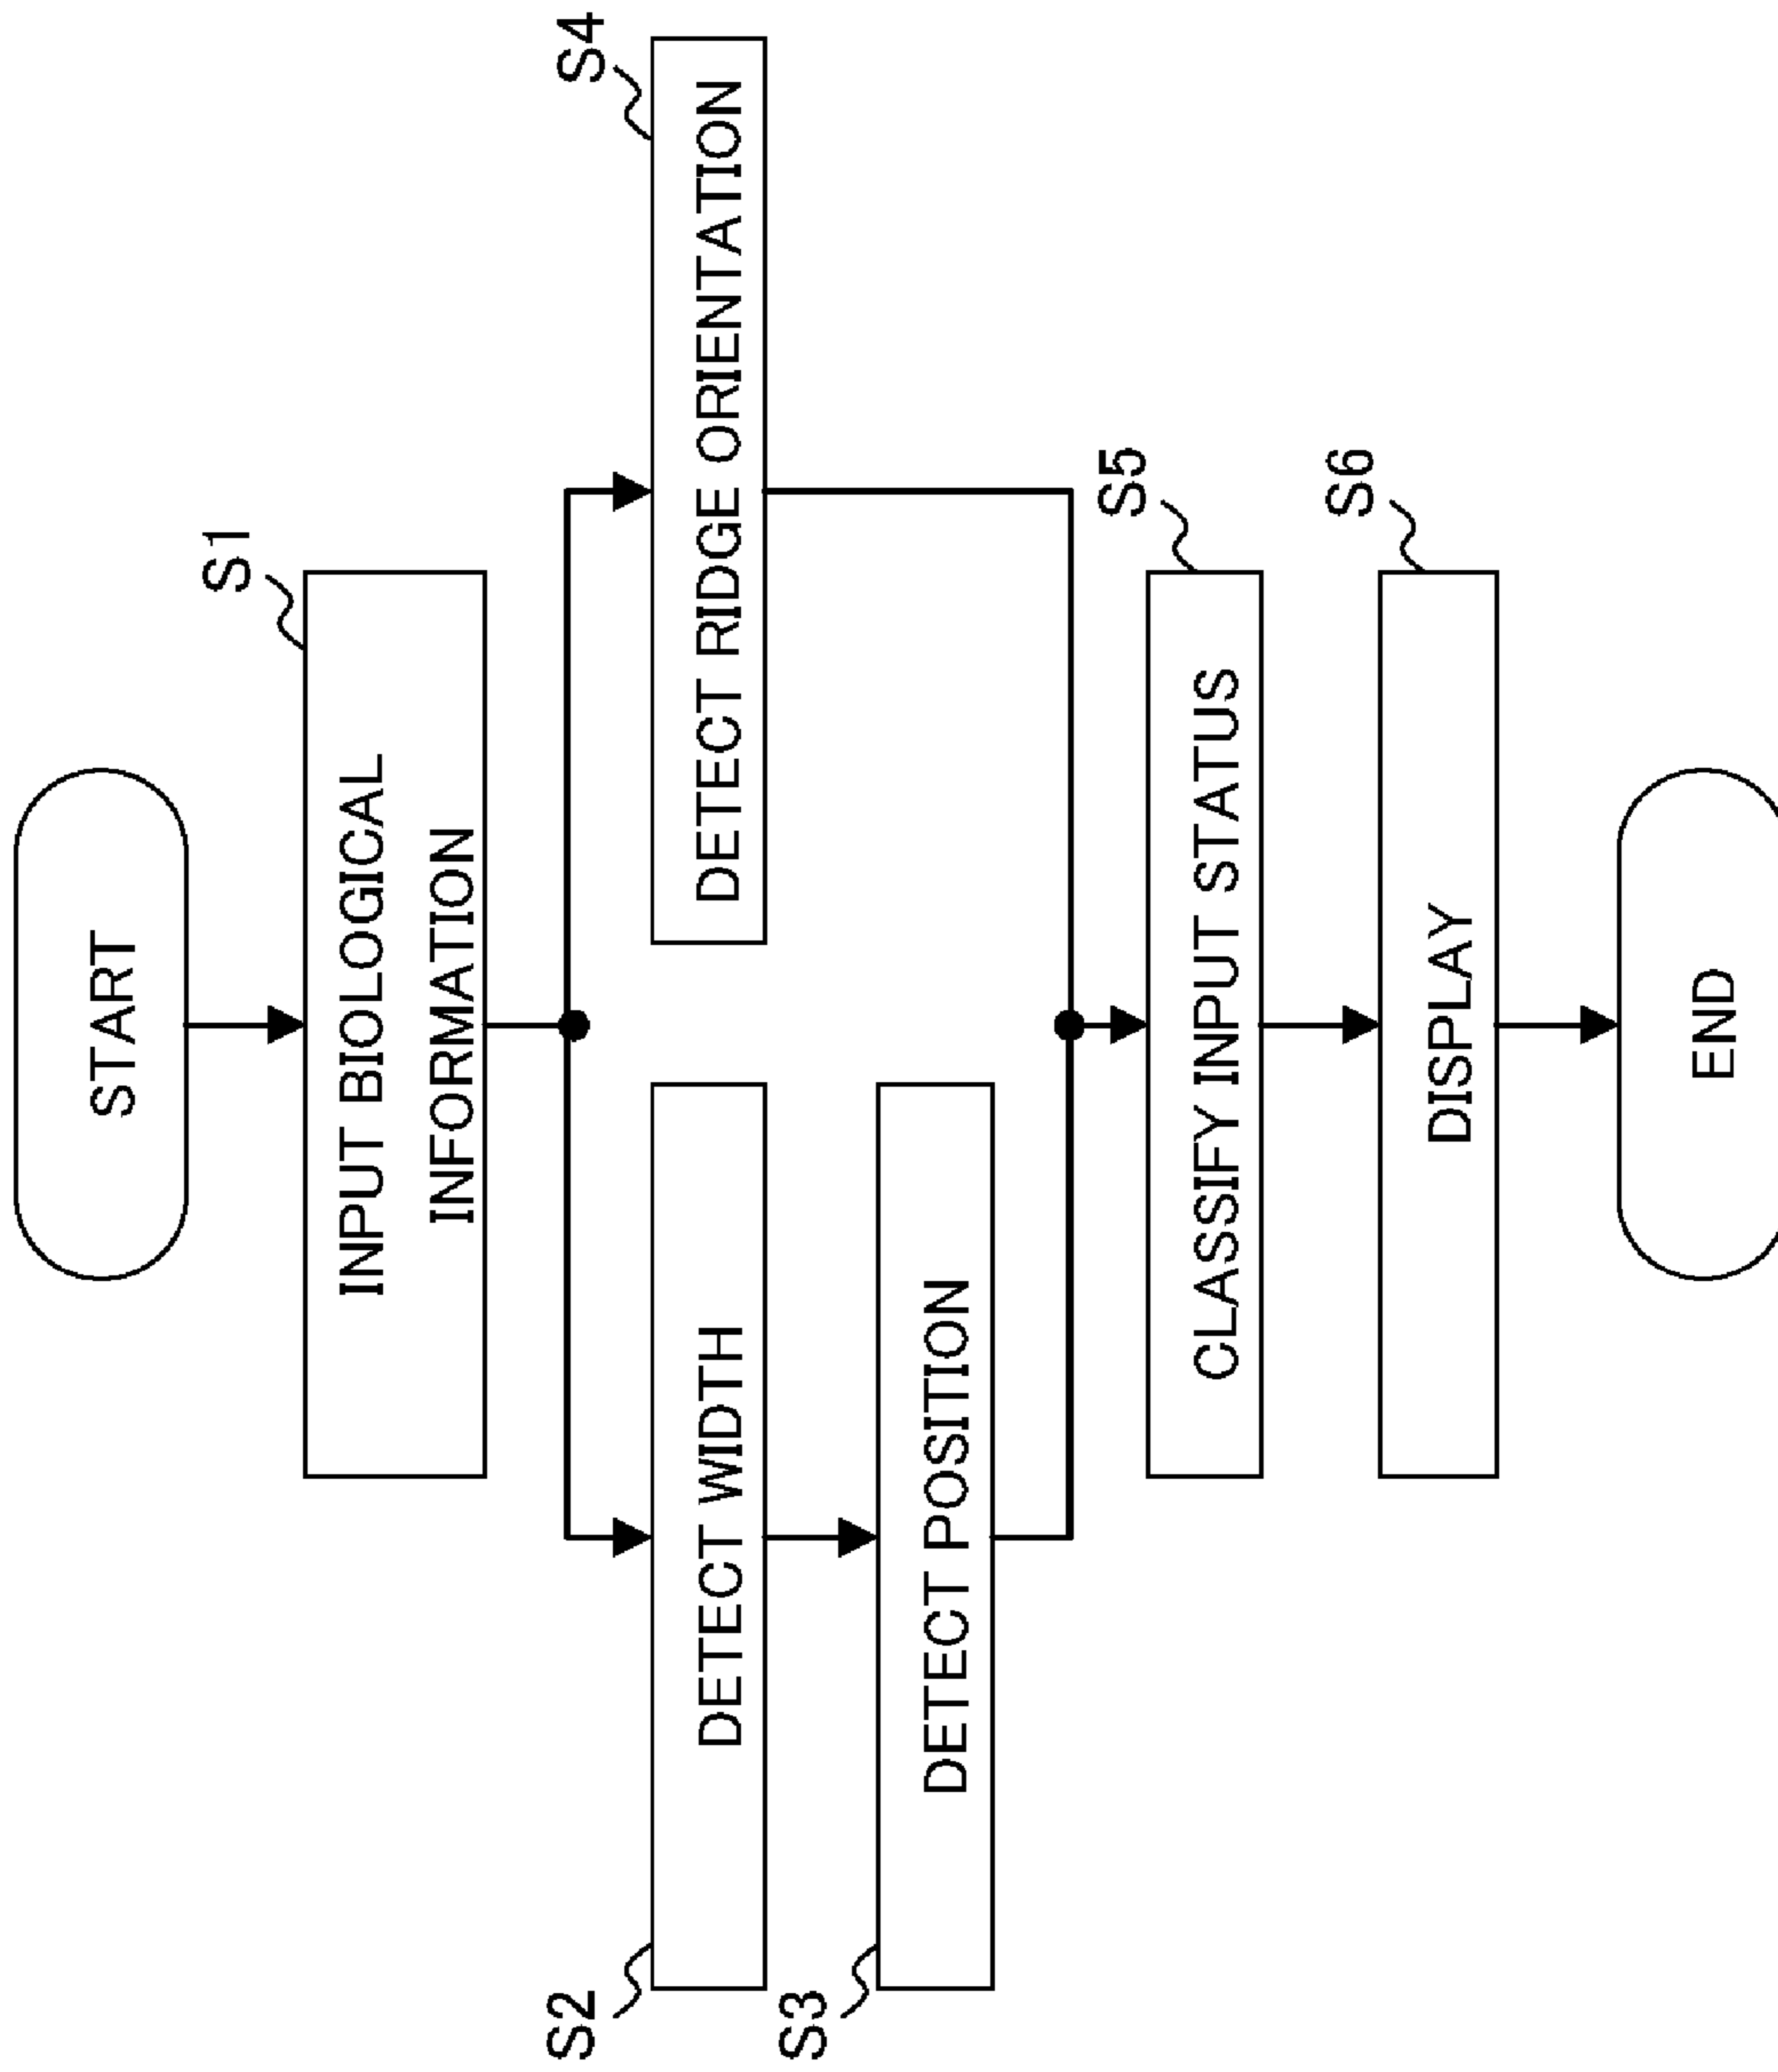 START
S1
INPUT BIOLOGICAL
INFORMATION
S2
DETECT WIDTH
S4
DETECT RIDGE ORIENTATION
S3
DETECT POSITION
S5
CLASSIFY INPUT STATUS
S6
DISPLAY
END